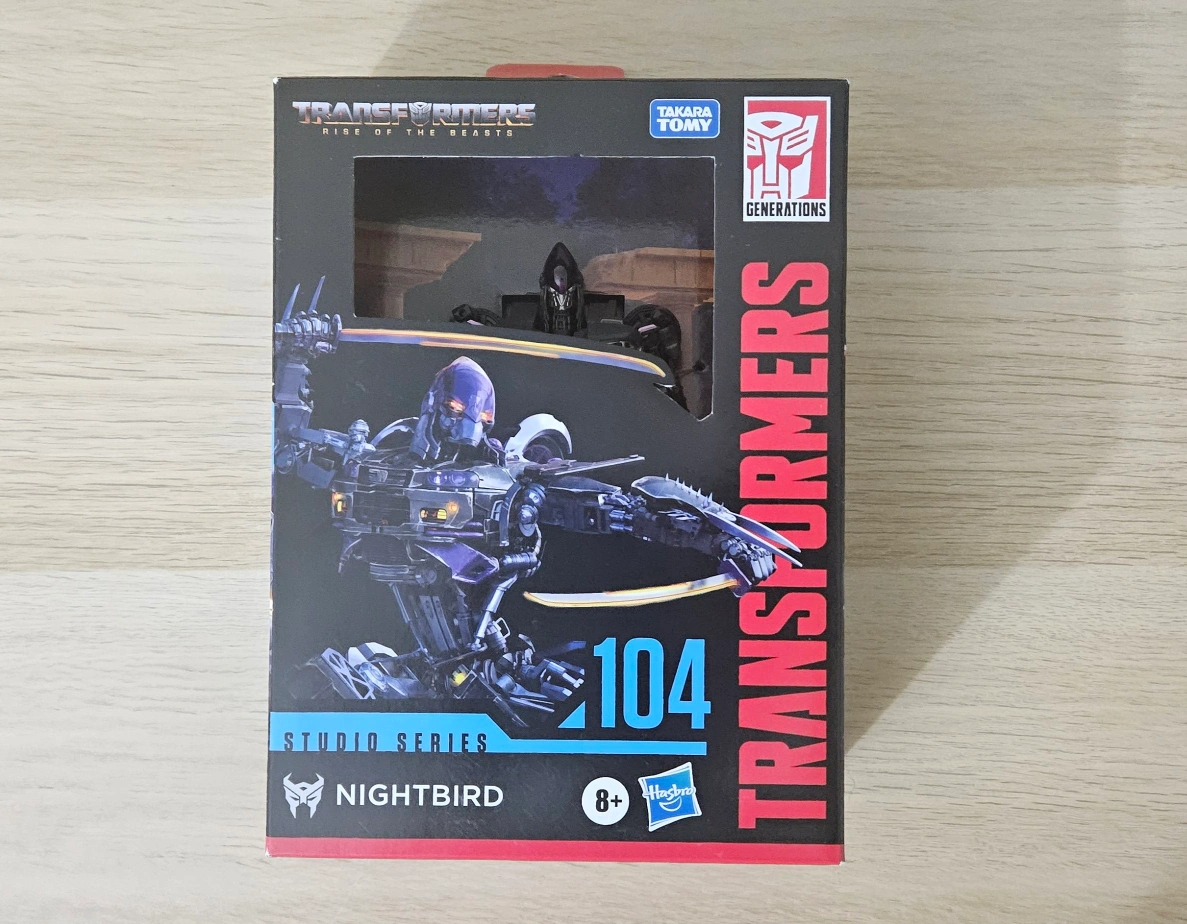 TRANSFORMERS
RISE OF THE BEASTS
TAKARA
TOMY
GENERATIONS
TRANSFORMERS
104
STUDIO SERIES
NIGHTBIRD
8+
Hasbro